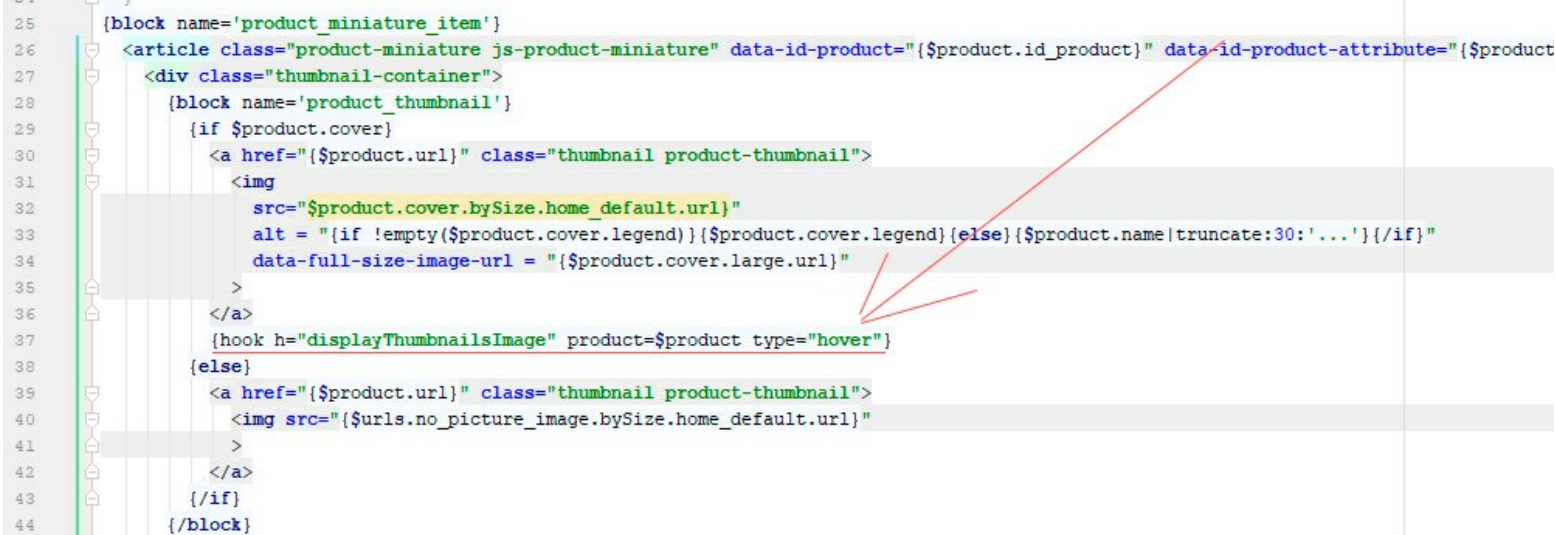 25 {block name='product_miniature_item'}
26 <article class="product-miniature js-product-miniature" data-id-product="{$product.id_product}" data-id-product-attribute="{$product
27 <div class="thumbnail-container">
28 {block name='product_thumbnail'}
29 {if $product.cover}
30 <a href="{$product.url}" class="thumbnail product-thumbnail">
31 <img
32 src="$product.cover.bySize.home_default.url}"
33 alt = "{if !empty($product.cover.legend)}{$product.cover.legend}{else}{$product.name|truncate:30:'...'}{/if}"
34 data-full-size-image-url = "{$product.cover.large.url}"
35 >
36 </a>
37 {hook h="displayThumbnailsImage" product=$product type="hover"}
38 {else}
39 <a href="{$product.url}" class="thumbnail product-thumbnail">
40 <img src="{$urls.no_picture_image.bySize.home_default.url}"
41 >
42 </a>
43 {/if}
44 {/block}